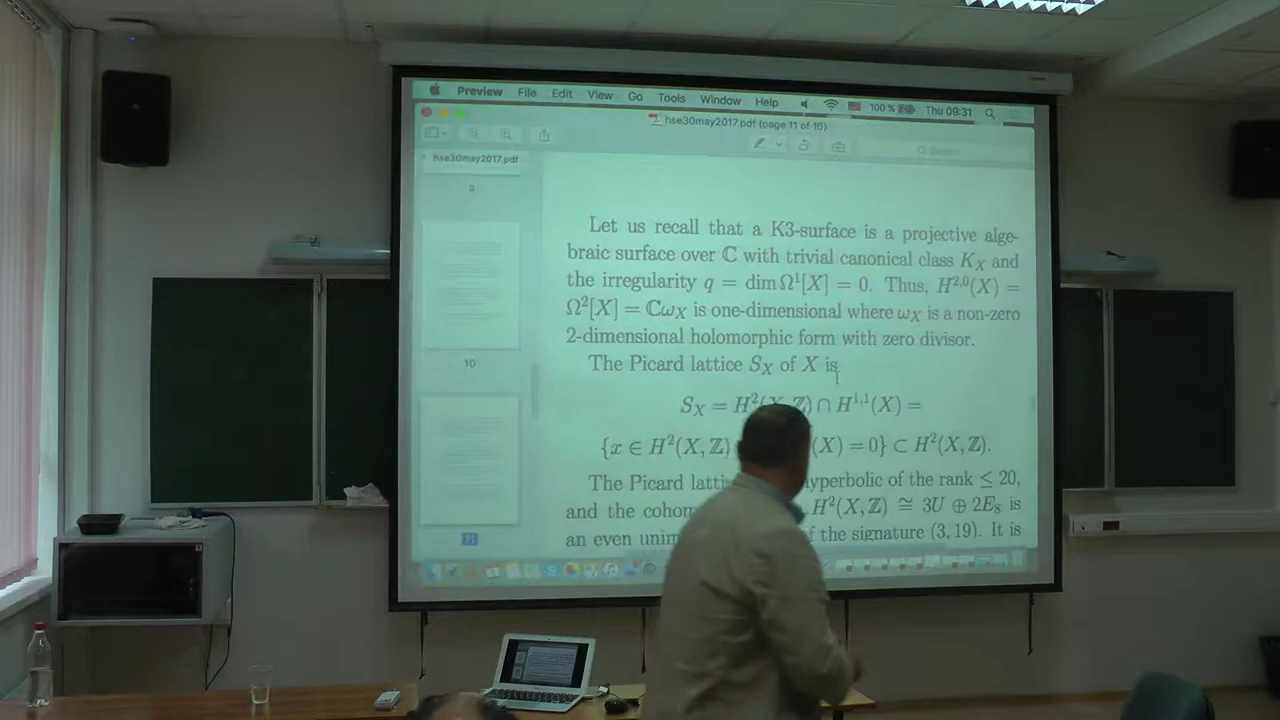 Preview File Edit View Go Tools Window Help 100 % Thu 09:31
hse30may2017.pdf (page 11 of 16)
Search
hse30may2017.pdf
9
10
11
Let us recall that a K3-surface is a projective alge-
braic surface over ℂ with trivial canonical class K_X and
the irregularity q = dim Ω¹[X] = 0. Thus, H²,⁰(X) =
Ω²[X] = ℂω_X is one-dimensional where ω_X is a non-zero
2-dimensional holomorphic form with zero divisor.
The Picard lattice S_X of X is
S_X = H²(X, ℤ) ∩ H¹,¹(X) =
{x ∈ H²(X, ℤ) (X) = 0} ⊂ H²(X, ℤ).
The Picard hyperbolic of the rank ≤ 20,
and the H²(X, ℤ) ≅ 3U ⊕ 2E₈ is
an even of the signature (3, 19). It is